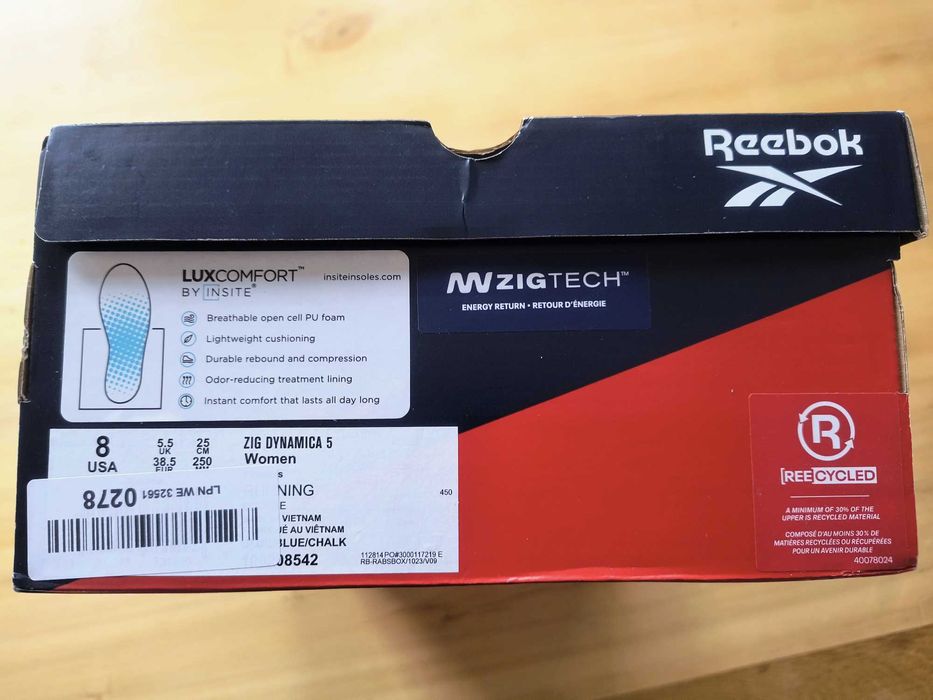 Reebok
LUXCOMFORT™
BY INSITE®
insiteinsoles.com
Breathable open cell PU foam
Lightweight cushioning
Durable rebound and compression
Odor-reducing treatment lining
Instant comfort that lasts all day long
ZIGTECH™
ENERGY RETURN • RETOUR D'ÉNERGIE
R
[REECYCLED]
A MINIMUM OF 30% OF THE
UPPER IS RECYCLED MATERIAL
COMPOSÉ D'AU MOINS 30% DE
MATIÈRES RECYCLÉES OU RÉCUPÉRÉES
POUR UN AVENIR DURABLE
40078024
8
USA
5.5
UK
38.5
EUR
25
CM
250
ZIG DYNAMICA 5
Women
s
NING
E
VIETNAM
UÉ AU VIÊTNAM
BLUE/CHALK
08542
450
112814 PO#3000117219 E
RB-RABSBOX/1023/V09
LPN WE 32561 0278